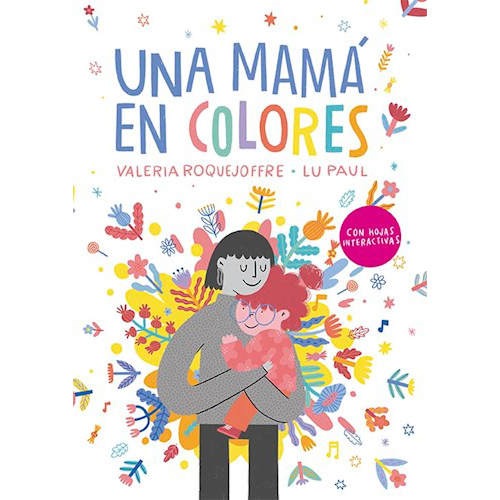 UNA MAMÁ
EN COLORES
VALERIA ROQUEJOFFRE • LU PAUL
CON HOJAS
INTERACTIVAS